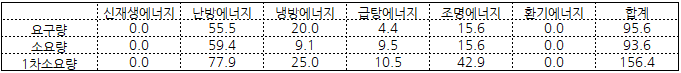 신재생에너지 난방에너지 냉방에너지 급탕에너지 조명에너지 환기에너지 합계
요구량 0.0 55.5 20.0 4.4 15.6 0.0 95.6
소요량 0.0 59.4 9.1 9.5 15.6 0.0 93.6
1차소요량 0.0 77.9 25.0 10.5 42.9 0.0 156.4